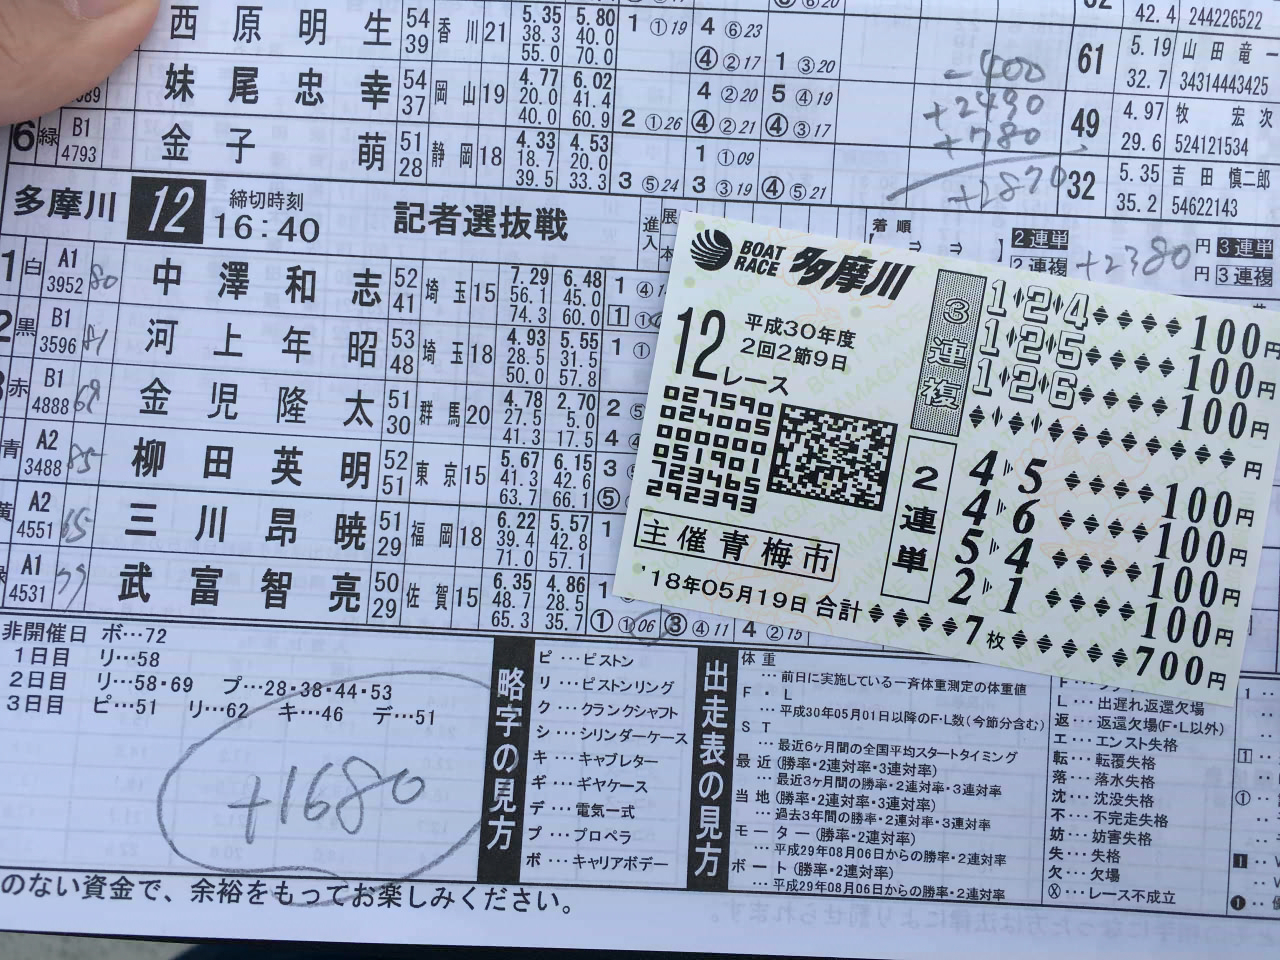 西原明生 54 39 香川 21 5.35 38.3 55.0 5.80 40.0 70.0
妹尾忠幸 54 37 岡山 19 4.77 20.0 40.0 6.02 41.4 60.9
6 緑 B1 4793 金子萌 51 28 静岡 18 4.33 18.7 39.5 4.53 20.0 33.3
42.4 244226522
61 5.19 32.7 山田竜一 34314443425
49 4.97 29.6 牧宏次 524121534
32 5.35 35.2 吉田慎二郎 54622143
-400
+2490
+780
+2870
多摩川 12 締切時刻 16:40 記者選抜戦 進入
着順
2連単 円 3連単
2連複 +2380 円 3連複
1 白 A1 3952 80 中澤和志 52 41 埼玉 15 7.29 56.1 74.3 6.48 45.0 60.0
2 黒 B1 3596 81 河上年昭 53 48 埼玉 18 4.93 28.5 50.0 5.55 31.5 57.8
赤 B1 4888 68 金児隆太 51 30 群馬 20 4.78 27.5 41.3 2.70 5.0 17.5
青 A2 3488 85 柳田英明 52 51 東京 15 5.67 41.3 63.7 6.15 42.6 66.1
黄 A2 4551 65 三川昂暁 51 29 福岡 18 6.22 39.4 71.0 5.57 42.8 57.1
A1 4531 79 武富智亮 50 29 佐賀 15 6.35 48.7 65.3 4.86 28.5 35.7
BOAT RACE 多摩川
12レース
平成30年度
2回2節9日
027590
024005
000000
051901
723465
292393
主催青梅市
'18年05月19日 合計 7枚 700円
3連複
1 2 4 100円
1 2 5 100円
1 2 6 100円
円
2連単
4 5 100円
4 6 100円
5 4 100円
2 1 100円
非開催日 ボ…72
1日目 リ…58
2日目 リ…58・69 プ…28・38・44・53
3日目 ピ…51 リ…62 キ…46 デ…51
+1680
略字の見方
ピ…ピストン
リ…ピストンリング
ク…クランクシャフト
シ…シリンダーケース
キ…キャブレター
ギ…ギヤケース
デ…電気一式
プ…プロペラ
ボ…キャリアボデー
出走表の見方
体重
…前日に実施している一斉体重測定の体重値
F・L
…平成30年05月01日以降のF・L数(今節分含む)
ST
…最近6ヶ月間の全国平均スタートタイミング
最近(勝率・2連対率・3連対率)
…最近3ヶ月間の勝率・2連対率・3連対率
当地(勝率・2連対率・3連対率)
…過去3年間の勝率・2連対率・3連対率
モーター(勝率・2連対率)
…平成29年08月06日からの勝率・2連対率
ボート(勝率・2連対率)
…平成29年08月06日からの勝率・2連対率
L…出遅れ返還欠場
返…返還欠場(F・L以外)
エ…エンスト失格
転…転覆失格
落…落水失格
沈…沈没失格
不…不完走失格
妨…妨害失格
失…失格
欠…欠場
Ⓧ…レース不成立
のない資金で、余裕をもってお楽しみください。